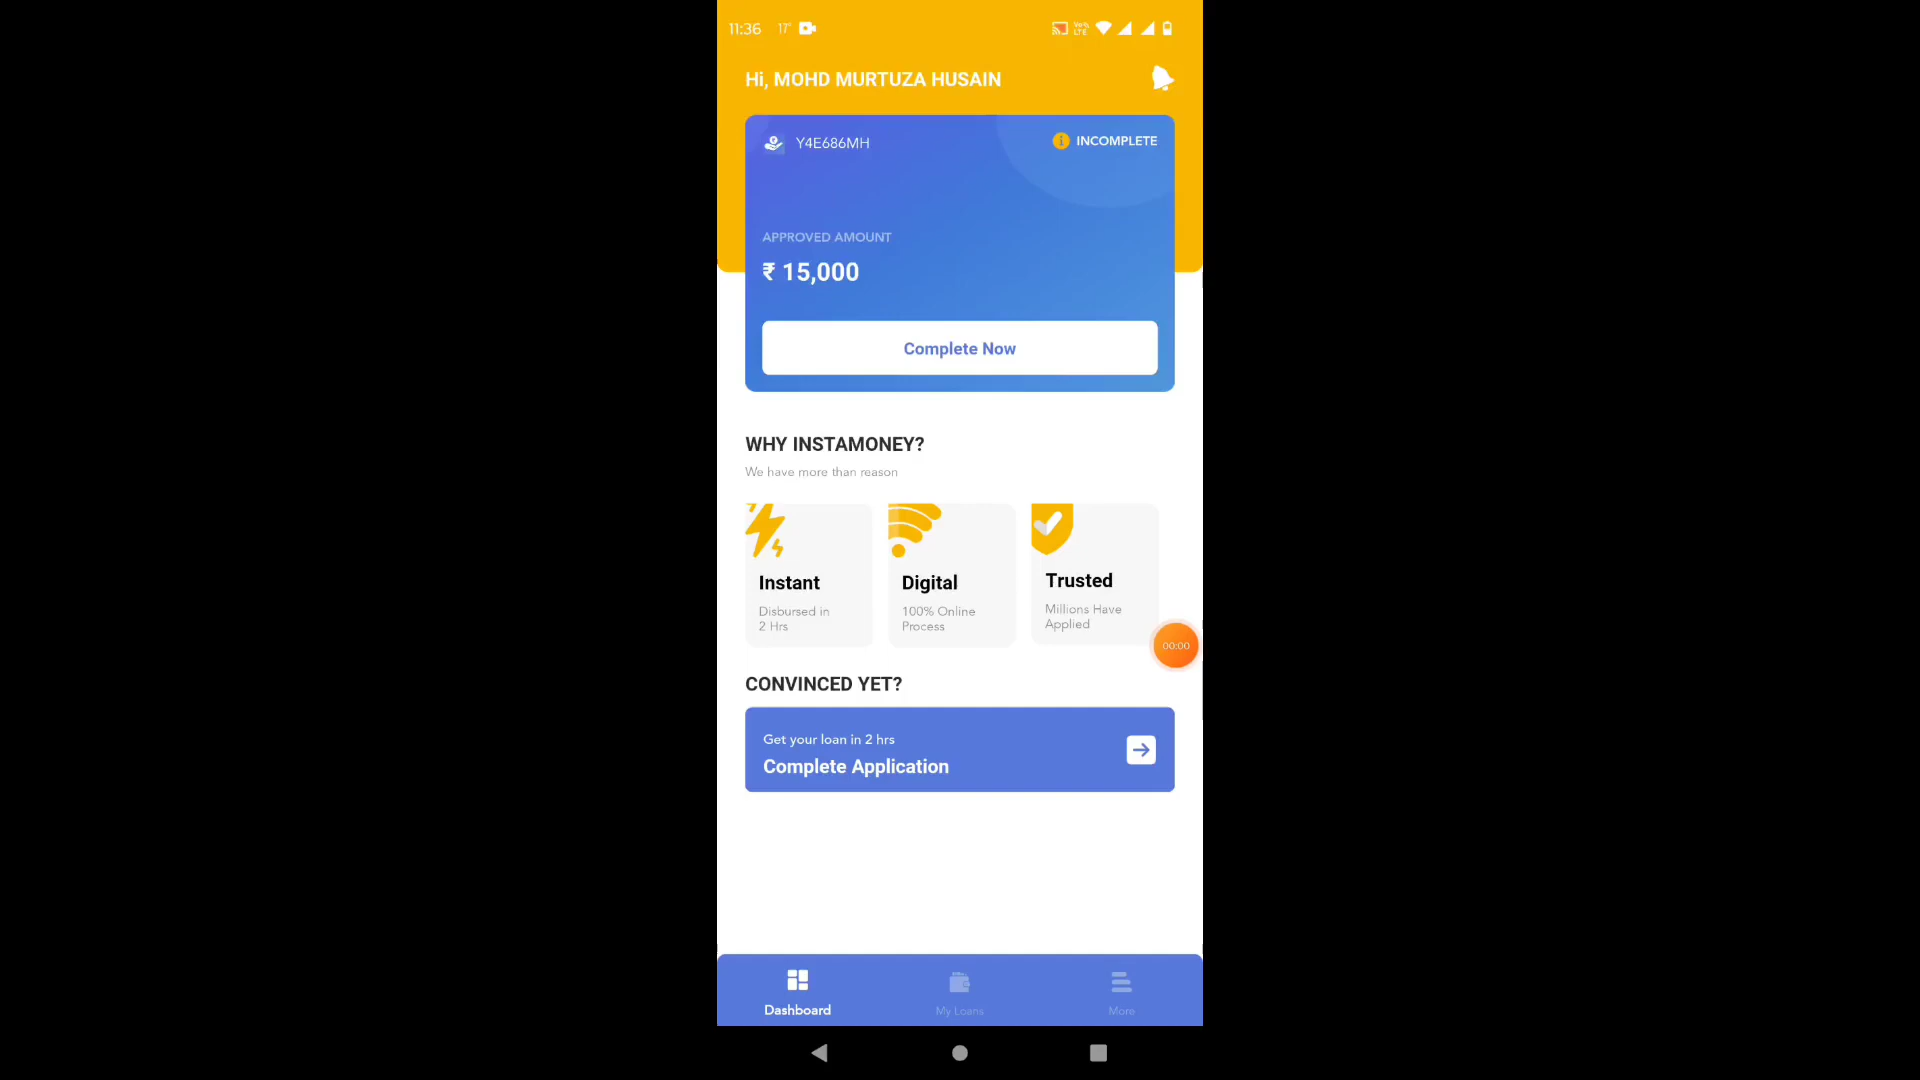 11:36 17°
Hi, MOHD MURTUZA HUSAIN
Y4E686MH
INCOMPLETE
APPROVED AMOUNT
₹ 15,000
Complete Now
WHY INSTAMONEY?
We have more than reason
Instant
Disbursed in
2 Hrs
Digital
100% Online
Process
Trusted
Millions Have
Applied
00:00
CONVINCED YET?
Get your loan in 2 hrs
Complete Application
Dashboard
My Loans
More